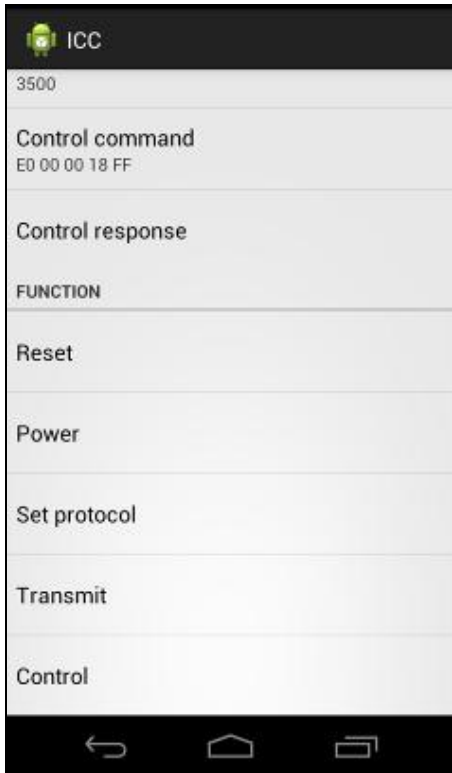 ICC
3500
Control command
E0 00 00 18 FF
Control response
FUNCTION
Reset
Power
Set protocol
Transmit
Control